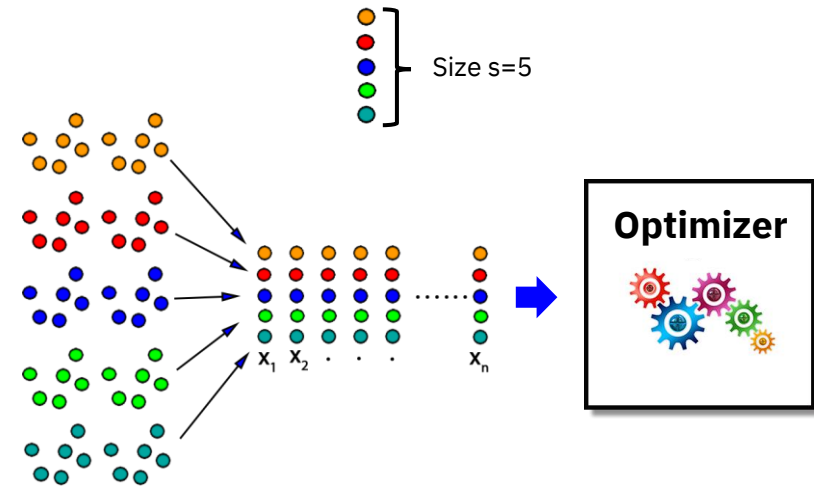 Size s=5
Optimizer
X₁ X₂ . . . Xₙ